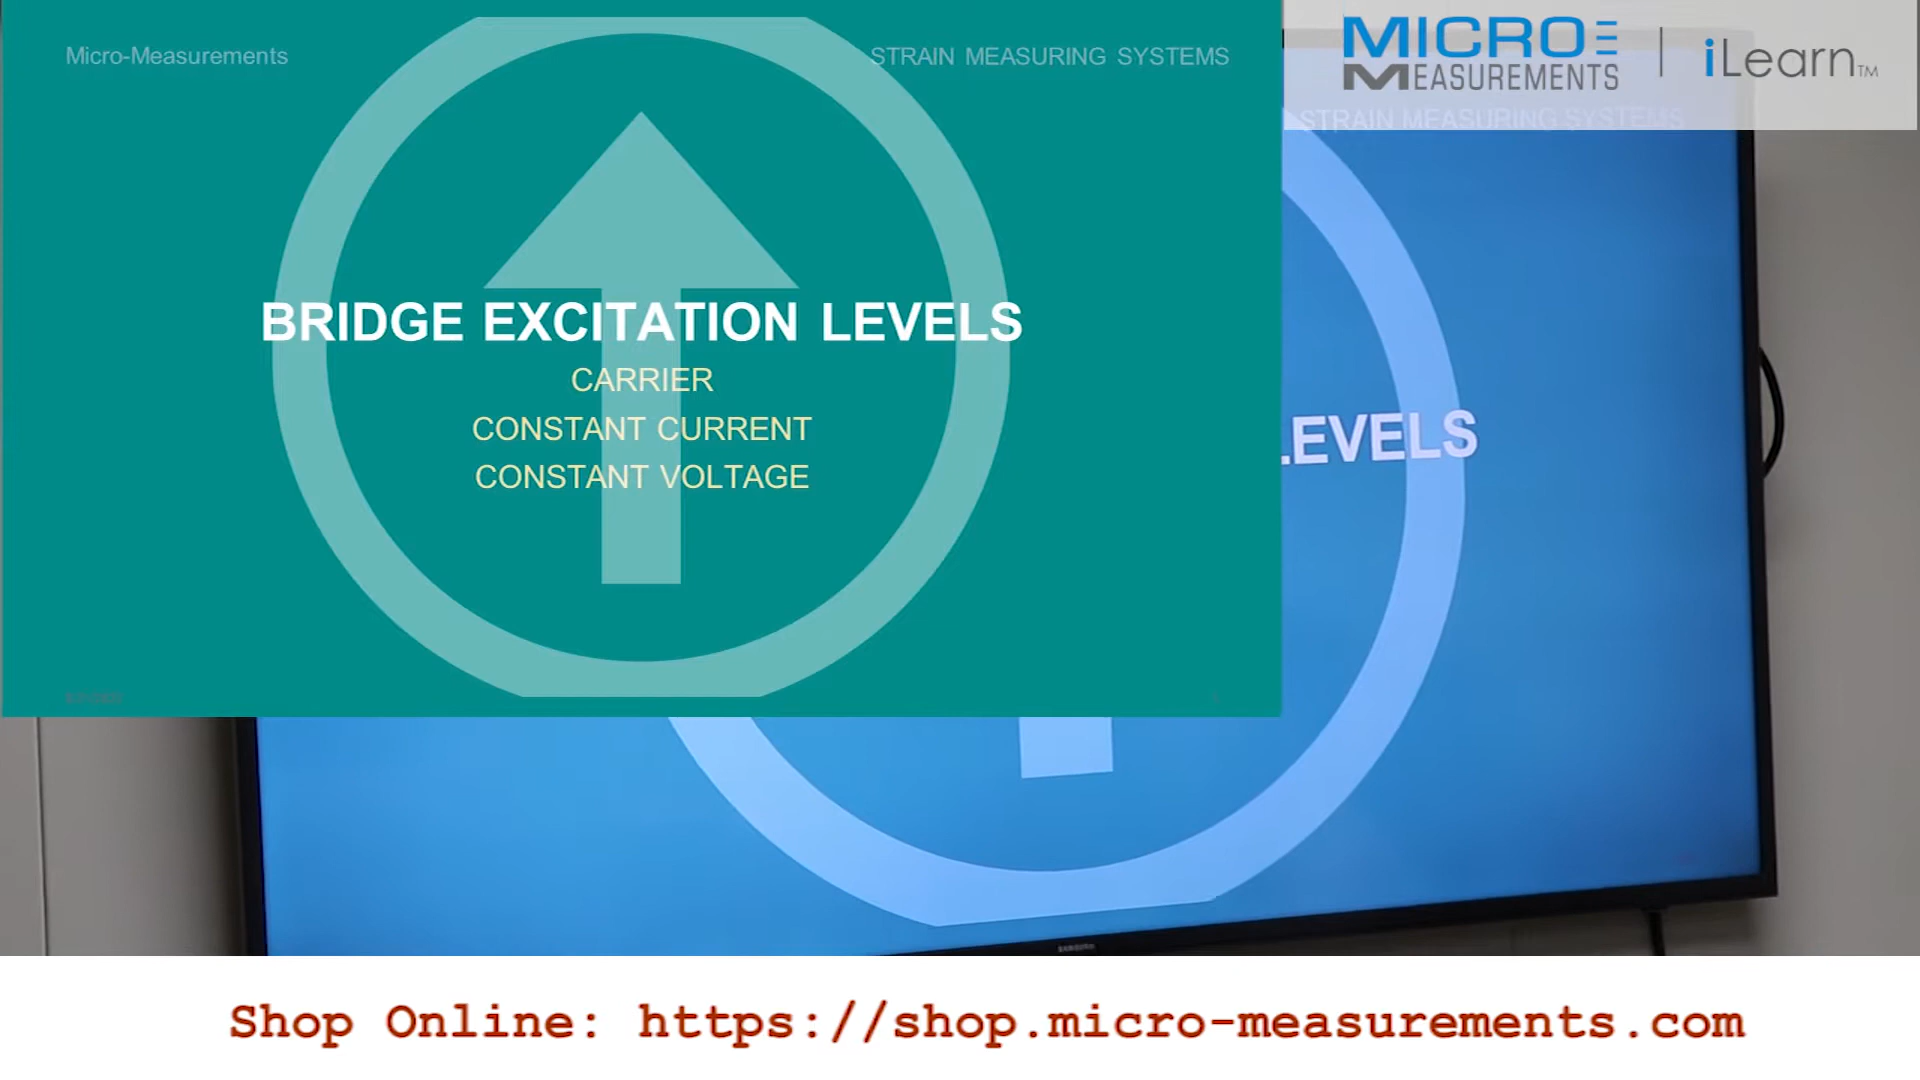 Micro-Measurements
STRAIN MEASURING SYSTEMS
BRIDGE EXCITATION LEVELS
CARRIER
CONSTANT CURRENT
CONSTANT VOLTAGE
MICRO
MEASUREMENTS
iLearn™
STRAIN MEASURING SYSTEMS
LEVELS
SAMSUNG
Shop Online: https://shop.micro-measurements.com